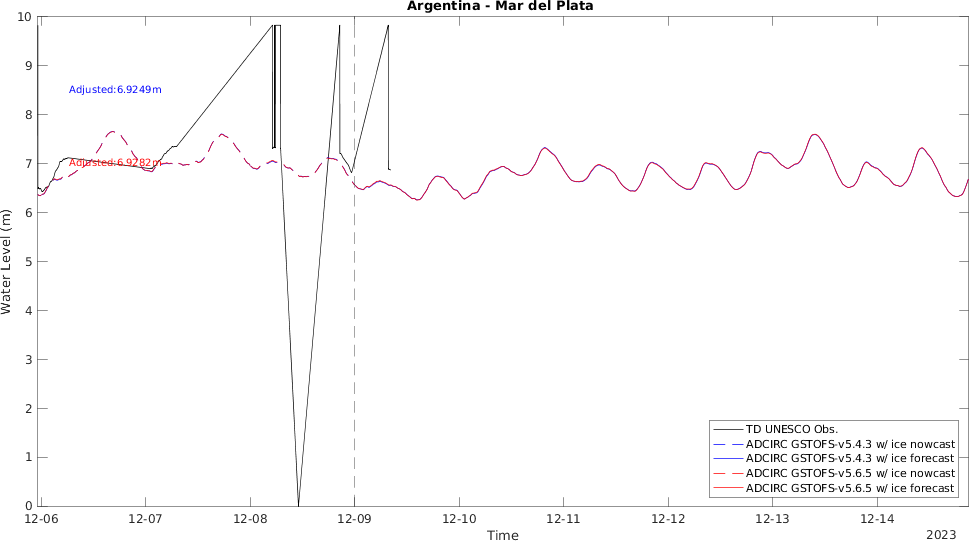 Argentina - Mar del Plata
10
9
8
7
6
5
4
3
2
1
0
Water Level (m)
Adjusted:6.9249m
Adjusted:6.9282m
TD UNESCO Obs.
ADCIRC GSTOFS-v5.4.3 w/ ice nowcast
ADCIRC GSTOFS-v5.4.3 w/ ice forecast
ADCIRC GSTOFS-v5.6.5 w/ ice nowcast
ADCIRC GSTOFS-v5.6.5 w/ ice forecast
12-06 12-07 12-08 12-09 12-10 12-11 12-12 12-13 12-14
Time
2023